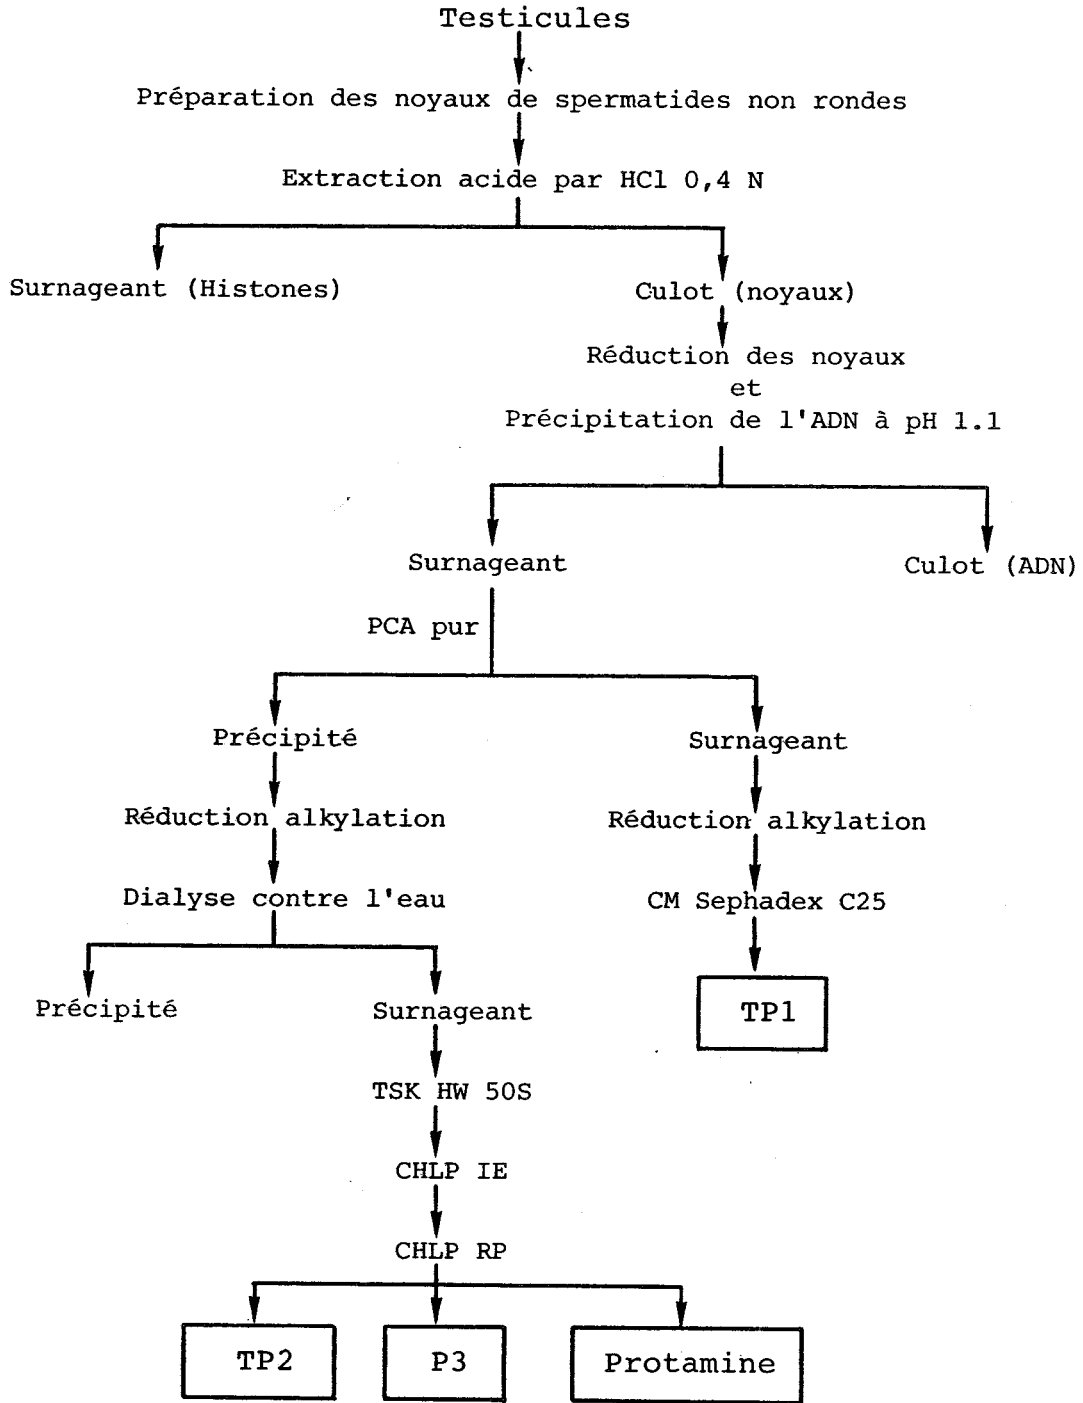 Testicules
Préparation des noyaux de spermatides non rondes
Extraction acide par HCl 0,4 N
Surnageant (Histones)
Culot (noyaux)
Réduction des noyaux
et
Précipitation de l'ADN à pH 1.1
Surnageant
Culot (ADN)
PCA pur
Précipité
Surnageant
Réduction alkylation
Réduction alkylation
Dialyse contre l'eau
CM Sephadex C25
Précipité
Surnageant
TP1
TSK HW 50S
CHLP IE
CHLP RP
TP2
P3
Protamine